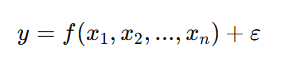 y = f(x₁, x₂, ..., xₙ) + ε